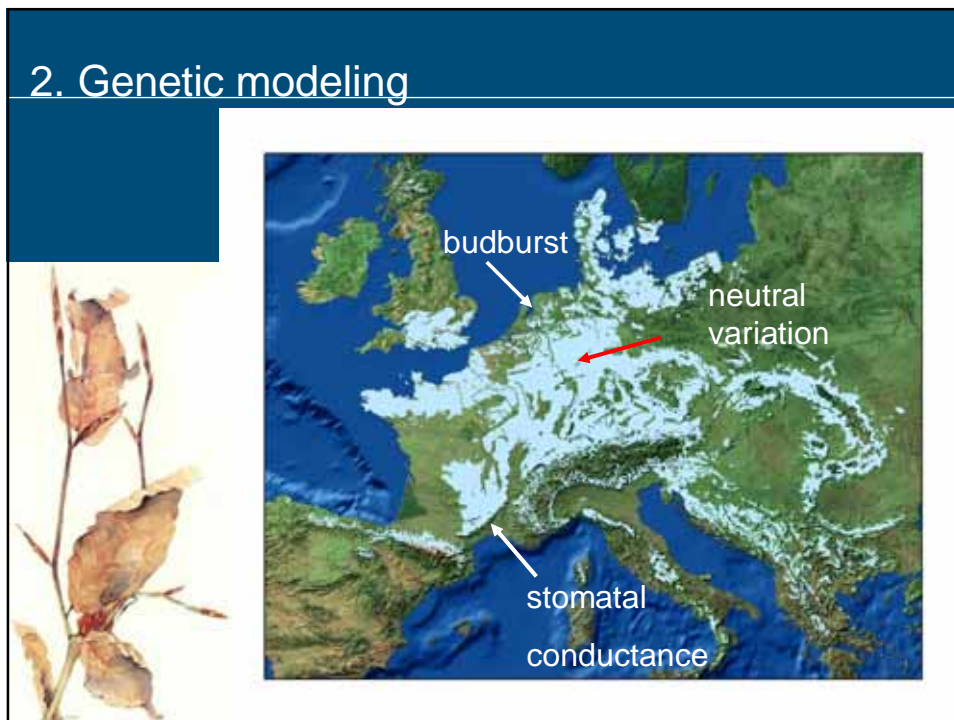 2. Genetic modeling
budburst
neutral
variation
stomatal
conductance